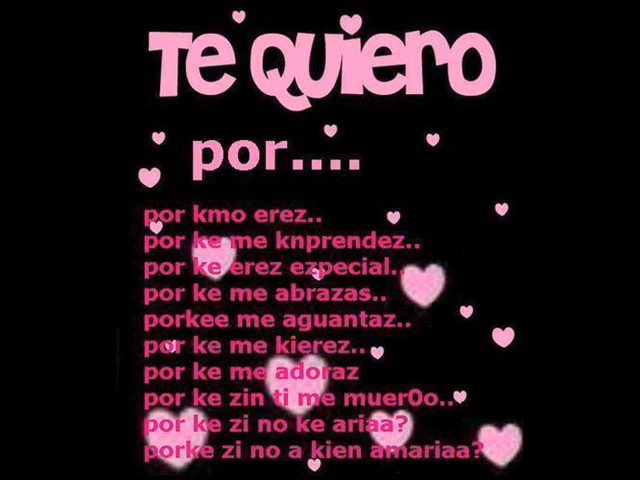 Te Quiero
por....
por kmo erez..
por ke me knprendez..
por ke erez ezpecial..
por ke me abrazas..
porkee me aguantaz..
por ke me kierez..
por ke me adoraz
por ke zin ti me muer0o..
por ke zi no ke ariaa?
porke zi no a kien amariaa?